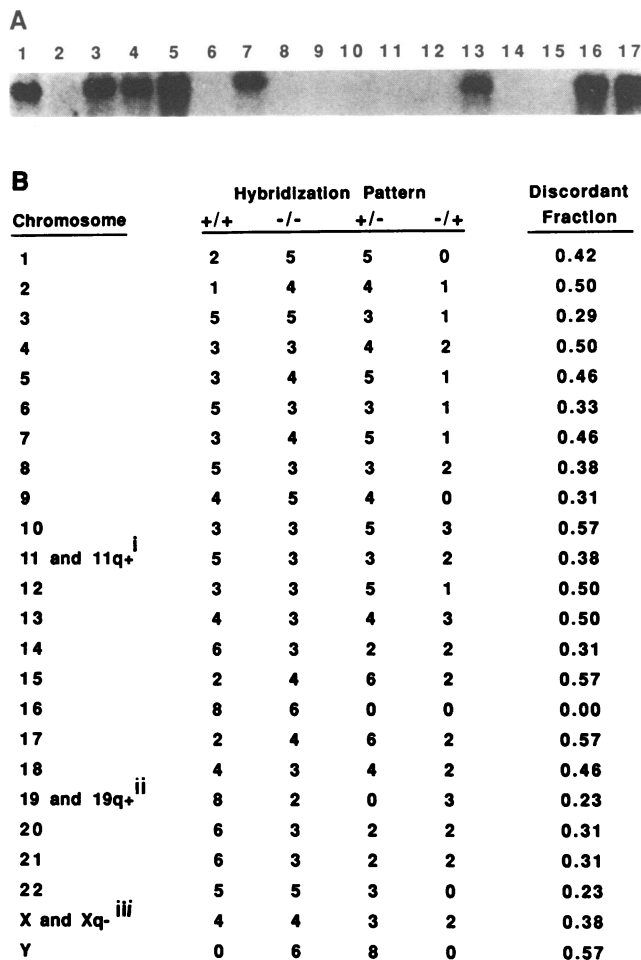 A
1 2 3 4 5 6 7 8 9 10 11 12 13 14 15 16 17
B
Hybridization Pattern Discordant
Chromosome +/+ -/- +/- -/+ Fraction
1 2 5 5 0 0.42
2 1 4 4 1 0.50
3 5 5 3 1 0.29
4 3 3 4 2 0.50
5 3 4 5 1 0.46
6 5 3 3 1 0.33
7 3 4 5 1 0.46
8 5 3 3 2 0.38
9 4 5 4 0 0.31
10 3 3 5 3 0.57
11 and 11q+i 5 3 3 2 0.38
12 3 3 5 1 0.50
13 4 3 4 3 0.50
14 6 3 2 2 0.31
15 2 4 6 2 0.57
16 8 6 0 0 0.00
17 2 4 6 2 0.57
18 4 3 4 2 0.46
19 and 19q+ii 8 2 0 3 0.23
20 6 3 2 2 0.31
21 6 3 2 2 0.31
22 5 5 3 0 0.23
X and Xq-iii 4 4 3 2 0.38
Y 0 6 8 0 0.57